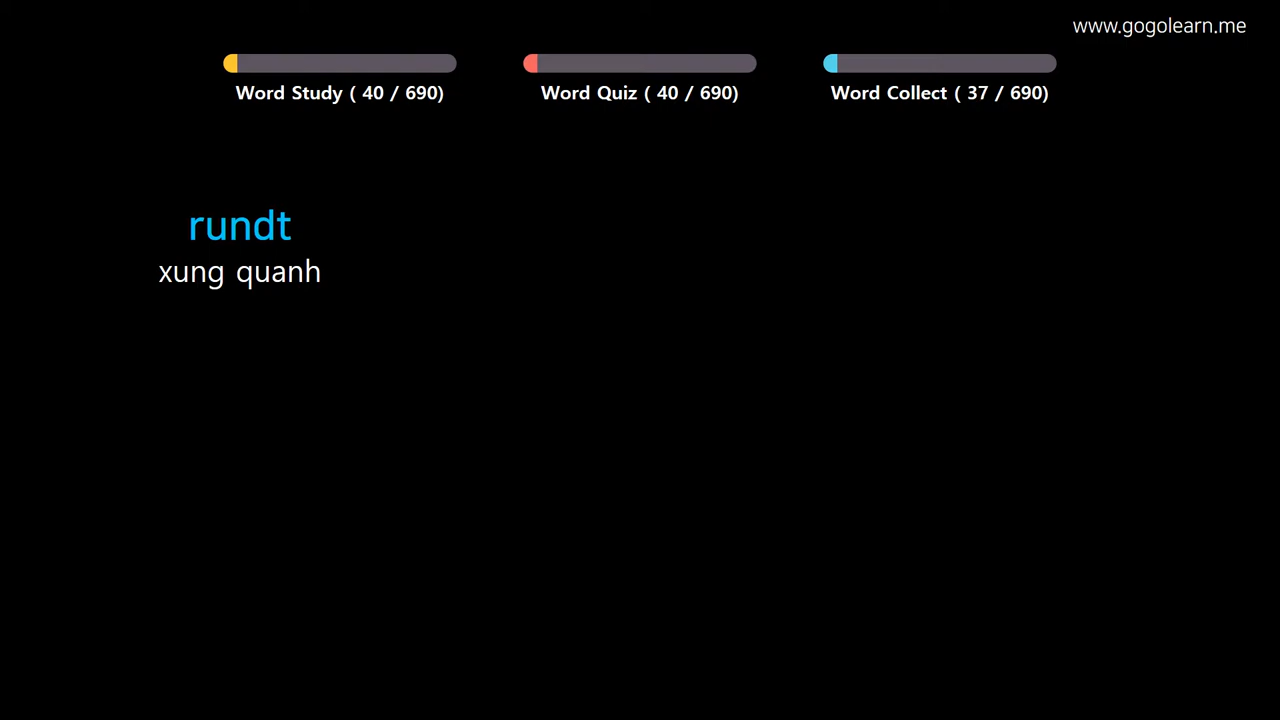 www.gogolearn.me
Word Study ( 40 / 690)
Word Quiz ( 40 / 690)
Word Collect ( 37 / 690)
rundt
xung quanh